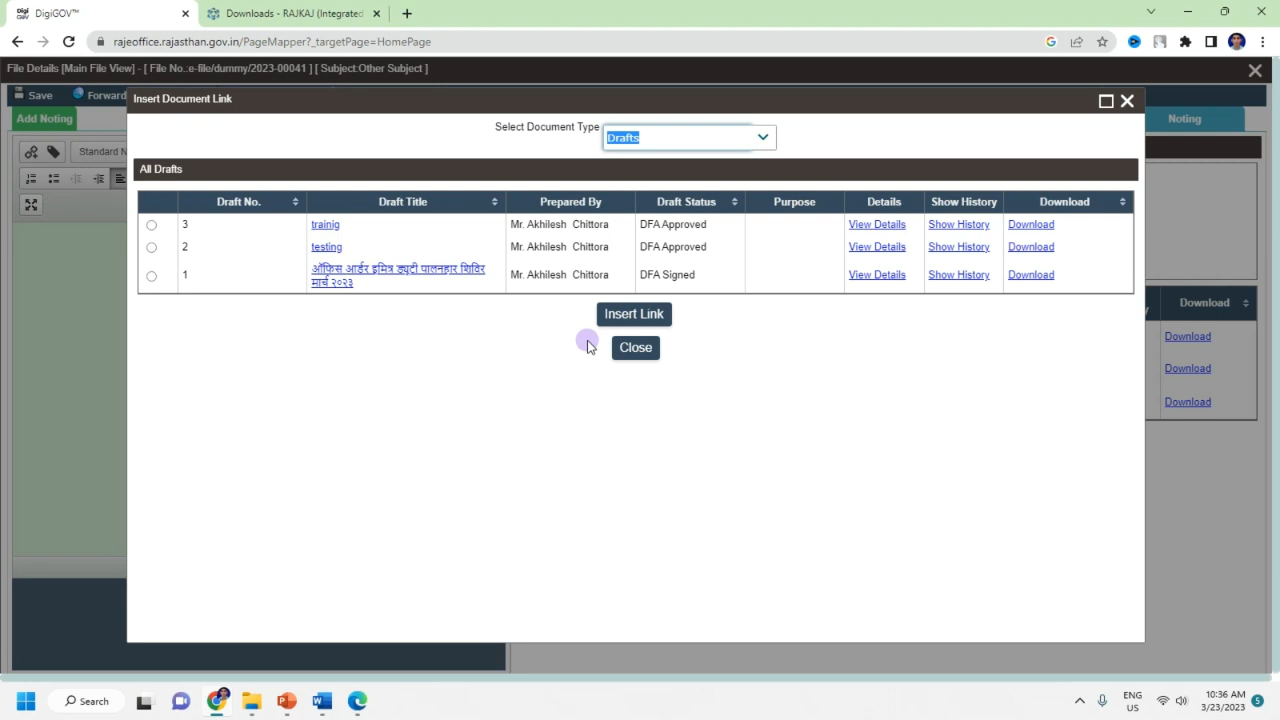 DigiGOV™
Downloads - RAJKAJ (Integrated
rajeoffice.rajasthan.gov.in/PageMapper?_targetPage=HomePage
File Details [Main File View] - [ File No.:e-file/dummy/2023-00041 ] [ Subject:Other Subject ]
Save Forward
Insert Document Link
Add Noting
Noting
Select Document Type Drafts
Standard N
All Drafts
Draft No. Draft Title Prepared By Draft Status Purpose Details Show History Download
3 trainig Mr. Akhilesh Chittora DFA Approved View Details Show History Download
2 testing Mr. Akhilesh Chittora DFA Approved View Details Show History Download
1 ऑफिस आर्डर इमित्र ड्यूटी पालनहार शिविर मार्च २०२३ Mr. Akhilesh Chittora DFA Signed View Details Show History Download
Insert Link
Close
Download
Download
Download
Download
Search
ENG
US
10:36 AM
3/23/2023
5